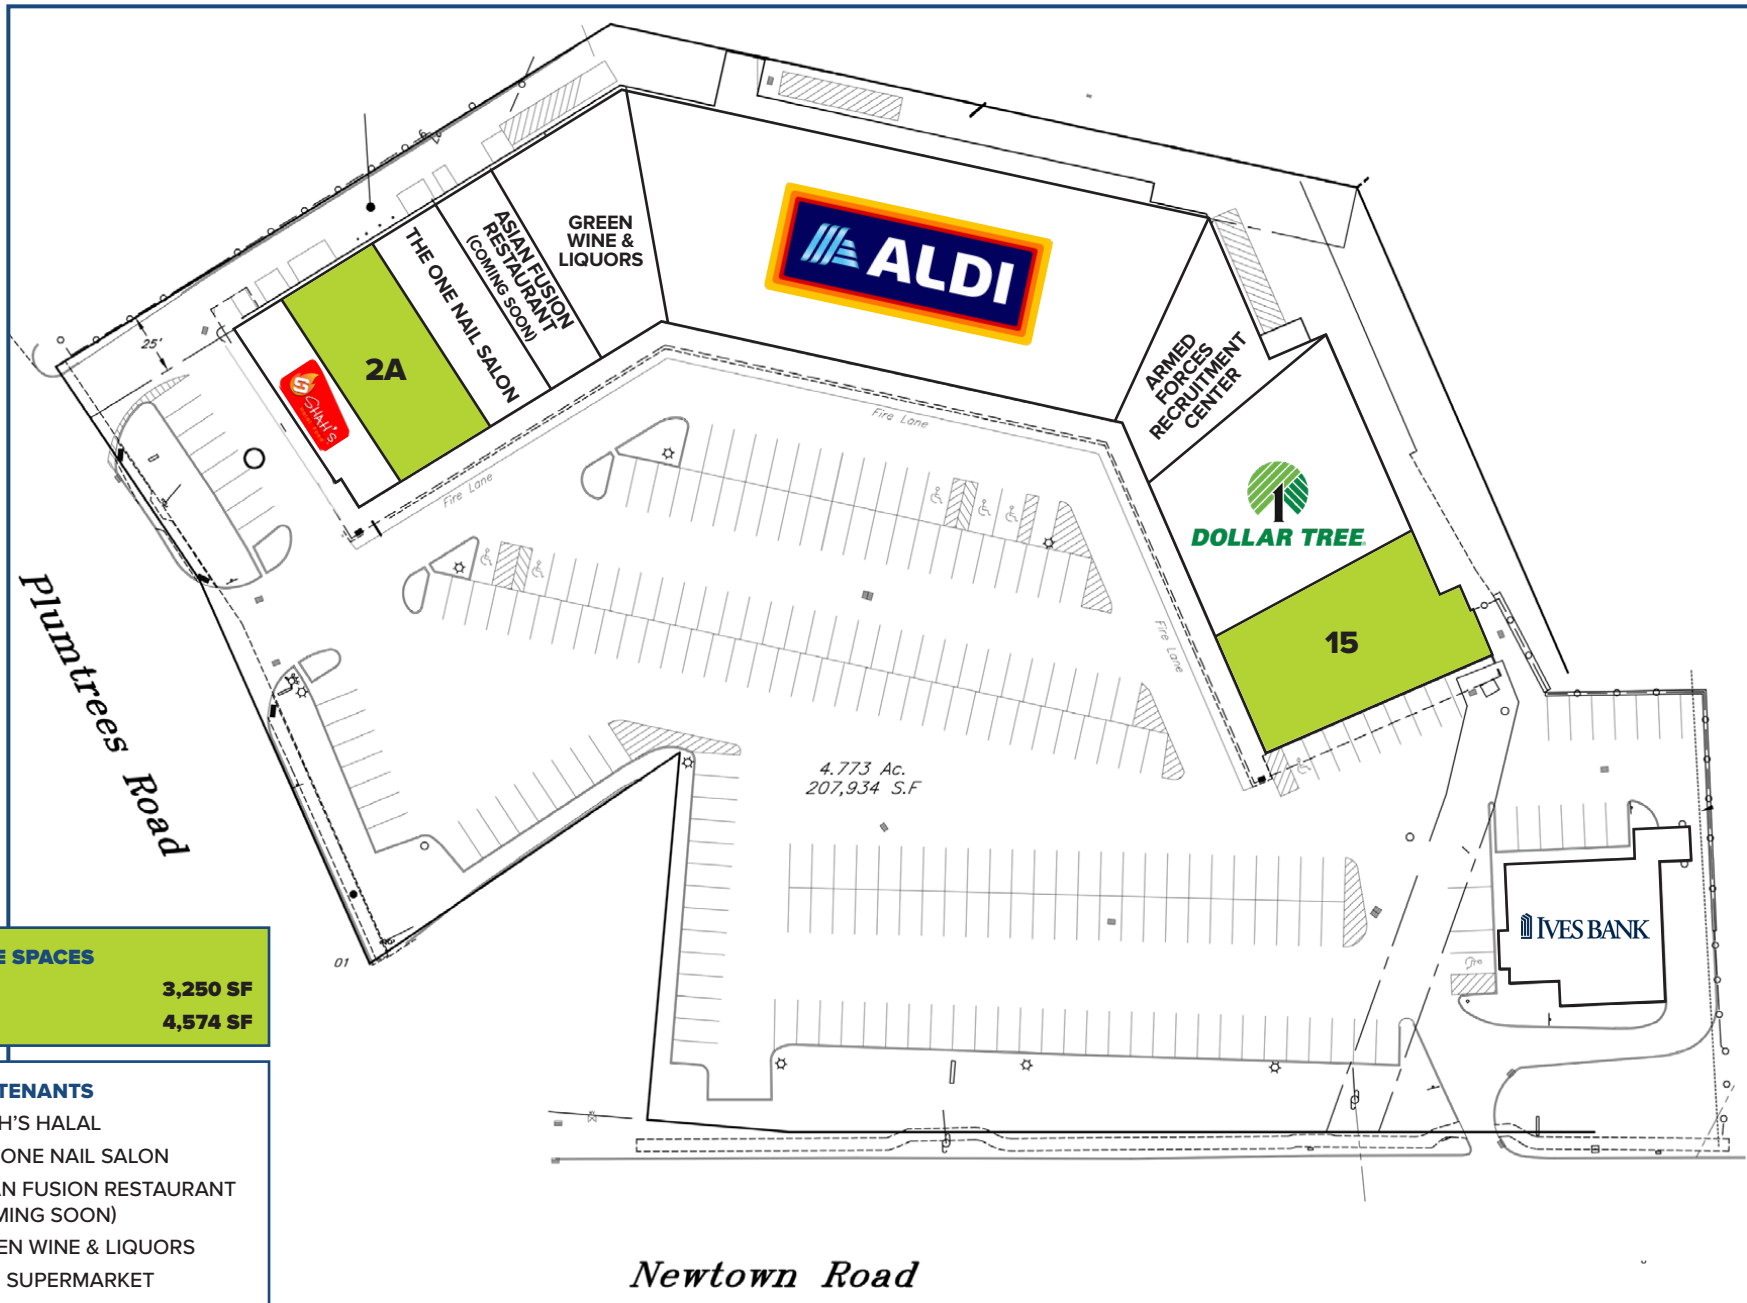 25'
SHAH'S
2A
THE ONE NAIL SALON
ASIAN FUSION
RESTAURANT
(COMING SOON)
GREEN
WINE &
LIQUORS
ALDI
ARMED
FORCES
RECRUITMENT
CENTER
1
DOLLAR TREE
15
Fire Lane
Fire Lane
Fire Lane
Plumtrees Road
4.773 Ac.
207,934 S.F
IVES BANK
01
E SPACES
3,250 SF
4,574 SF
TENANTS
H'S HALAL
ONE NAIL SALON
AN FUSION RESTAURANT
MING SOON)
EN WINE & LIQUORS
SUPERMARKET
Newtown Road